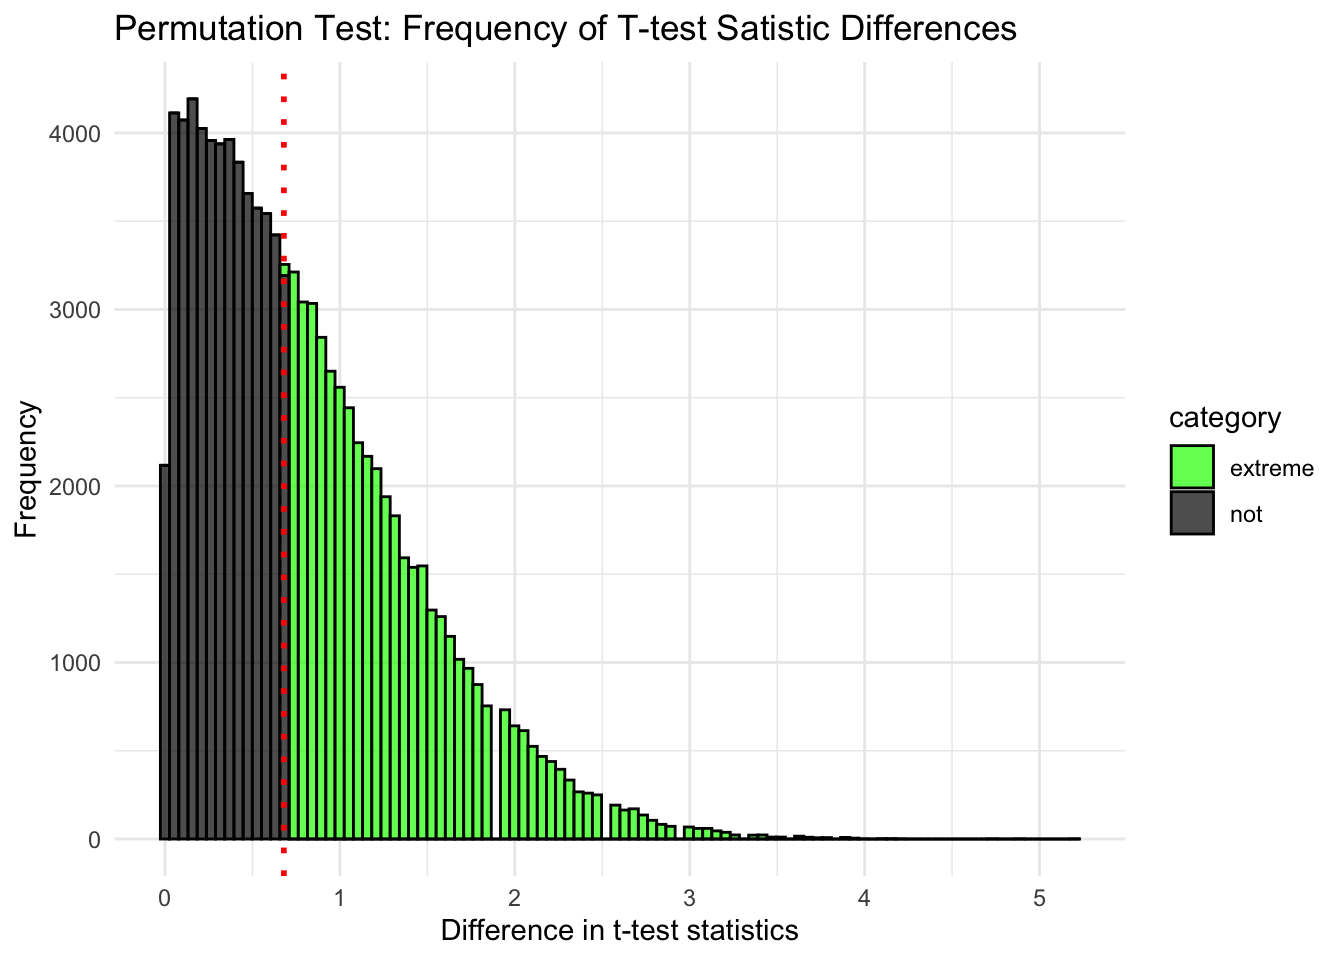 Permutation Test: Frequency of T-test Satistic Differences
4000
3000
2000
1000
0
Frequency
0 1 2 3 4 5
Difference in t-test statistics
category
extreme
not